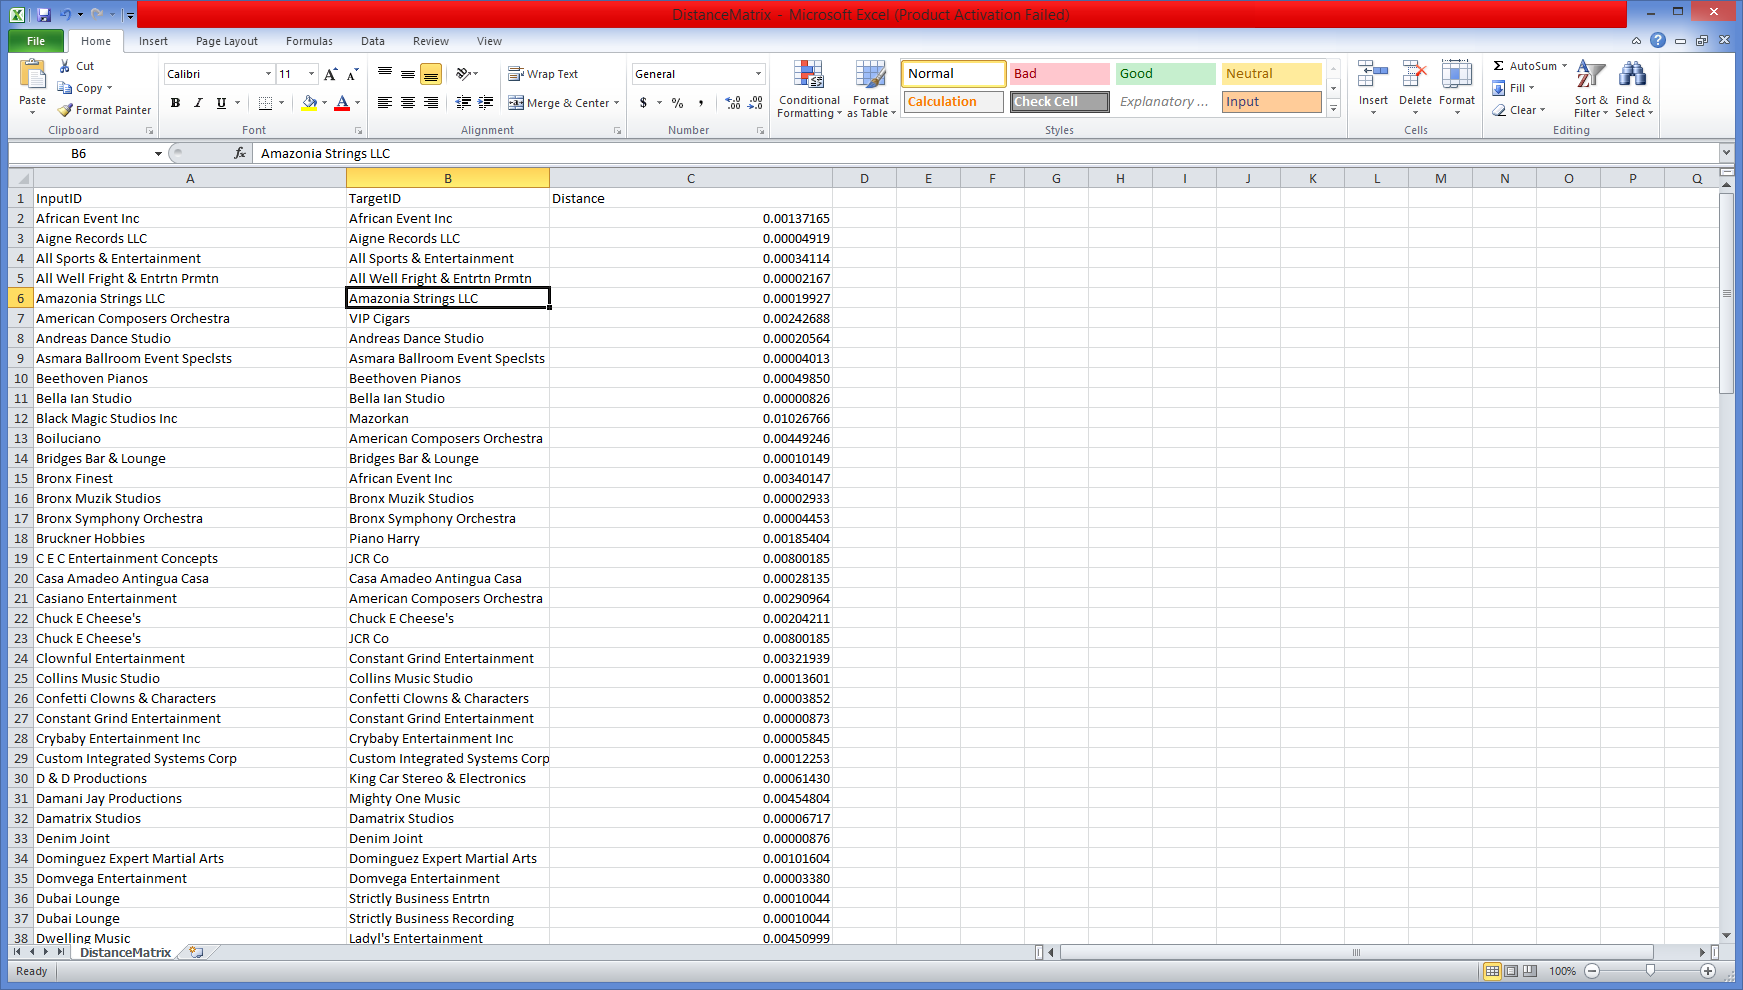 DistanceMatrix - Microsoft Excel (Product Activation Failed)
File Home Insert Page Layout Formulas Data Review View
Paste Cut Copy Format Painter Clipboard
Calibri 11 B I U Font
Wrap Text Merge & Center Alignment
General $ % , Number
Conditional Formatting Format as Table
Normal Bad Good Neutral
Calculation Check Cell Explanatory ... Input
Styles
Insert Delete Format Cells
Σ AutoSum Fill Clear Sort & Filter Find & Select Editing
B6 fx Amazonia Strings LLC
A B C D E F G H I J K L M N O P Q
1 InputID TargetID Distance
2 African Event Inc African Event Inc 0.00137165
3 Aigne Records LLC Aigne Records LLC 0.00004919
4 All Sports & Entertainment All Sports & Entertainment 0.00034114
5 All Well Fright & Entrtn Prmtn All Well Fright & Entrtn Prmtn 0.00002167
6 Amazonia Strings LLC Amazonia Strings LLC 0.00019927
7 American Composers Orchestra VIP Cigars 0.00242688
8 Andreas Dance Studio Andreas Dance Studio 0.00020564
9 Asmara Ballroom Event Speclsts Asmara Ballroom Event Speclsts 0.00004013
10 Beethoven Pianos Beethoven Pianos 0.00049850
11 Bella Ian Studio Bella Ian Studio 0.00000826
12 Black Magic Studios Inc Mazorkan 0.01026766
13 Boiluciano American Composers Orchestra 0.00449246
14 Bridges Bar & Lounge Bridges Bar & Lounge 0.00010149
15 Bronx Finest African Event Inc 0.00340147
16 Bronx Muzik Studios Bronx Muzik Studios 0.00002933
17 Bronx Symphony Orchestra Bronx Symphony Orchestra 0.00004453
18 Bruckner Hobbies Piano Harry 0.00185404
19 C E C Entertainment Concepts JCR Co 0.00800185
20 Casa Amadeo Antingua Casa Casa Amadeo Antingua Casa 0.00028135
21 Casiano Entertainment American Composers Orchestra 0.00290964
22 Chuck E Cheese's Chuck E Cheese's 0.00204211
23 Chuck E Cheese's JCR Co 0.00800185
24 Clownful Entertainment Constant Grind Entertainment 0.00321939
25 Collins Music Studio Collins Music Studio 0.00013601
26 Confetti Clowns & Characters Confetti Clowns & Characters 0.00003852
27 Constant Grind Entertainment Constant Grind Entertainment 0.00000873
28 Crybaby Entertainment Inc Crybaby Entertainment Inc 0.00005845
29 Custom Integrated Systems Corp Custom Integrated Systems Corp 0.00012253
30 D & D Productions King Car Stereo & Electronics 0.00061430
31 Damani Jay Productions Mighty One Music 0.00454804
32 Damatrix Studios Damatrix Studios 0.00006717
33 Denim Joint Denim Joint 0.00000876
34 Dominguez Expert Martial Arts Dominguez Expert Martial Arts 0.00101604
35 Domvega Entertainment Domvega Entertainment 0.00003380
36 Dubai Lounge Strictly Business Entrtn 0.00010044
37 Dubai Lounge Strictly Business Recording 0.00010044
38 Dwelling Music Ladyl's Entertainment 0.00450999
DistanceMatrix
Ready 100%